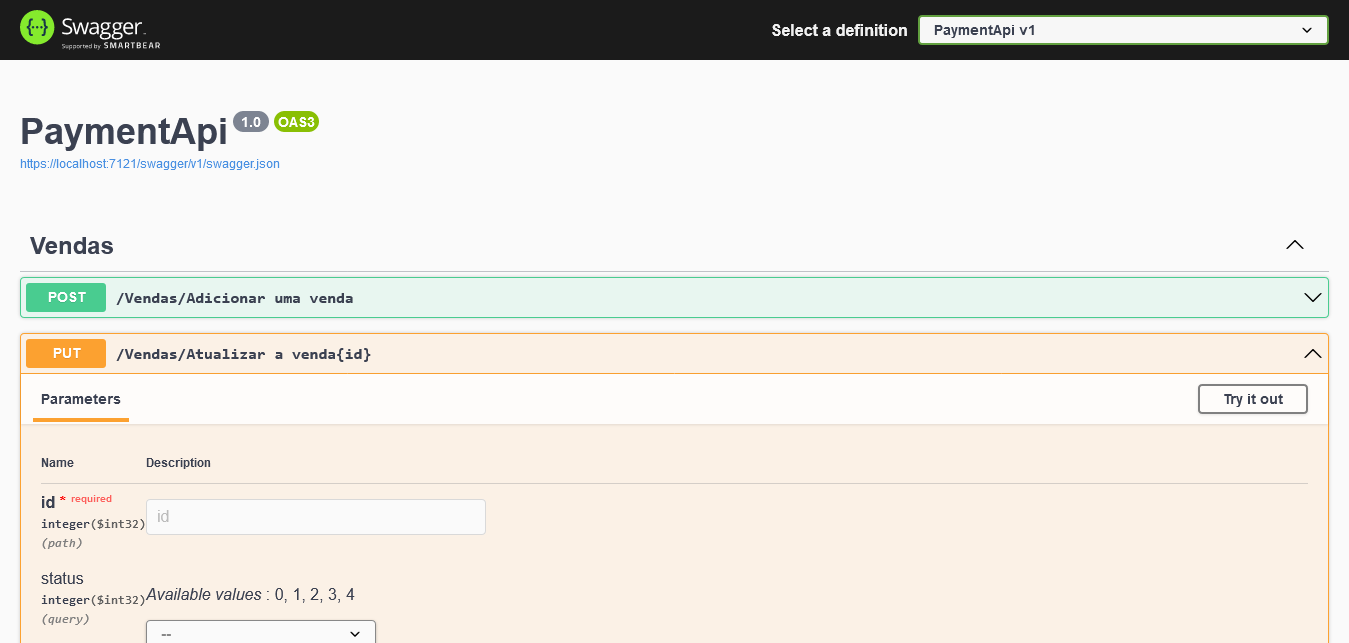 {···} Swagger.
Supported by SMARTBEAR
Select a definition
PaymentApi v1
PaymentApi 1.0 OAS3
https://localhost:7121/swagger/v1/swagger.json
Vendas
POST /Vendas/Adicionar uma venda
PUT /Vendas/Atualizar a venda{id}
Parameters
Try it out
Name Description
id * required
integer($int32)
(path)
id
status
integer($int32)
(query)
Available values : 0, 1, 2, 3, 4
--